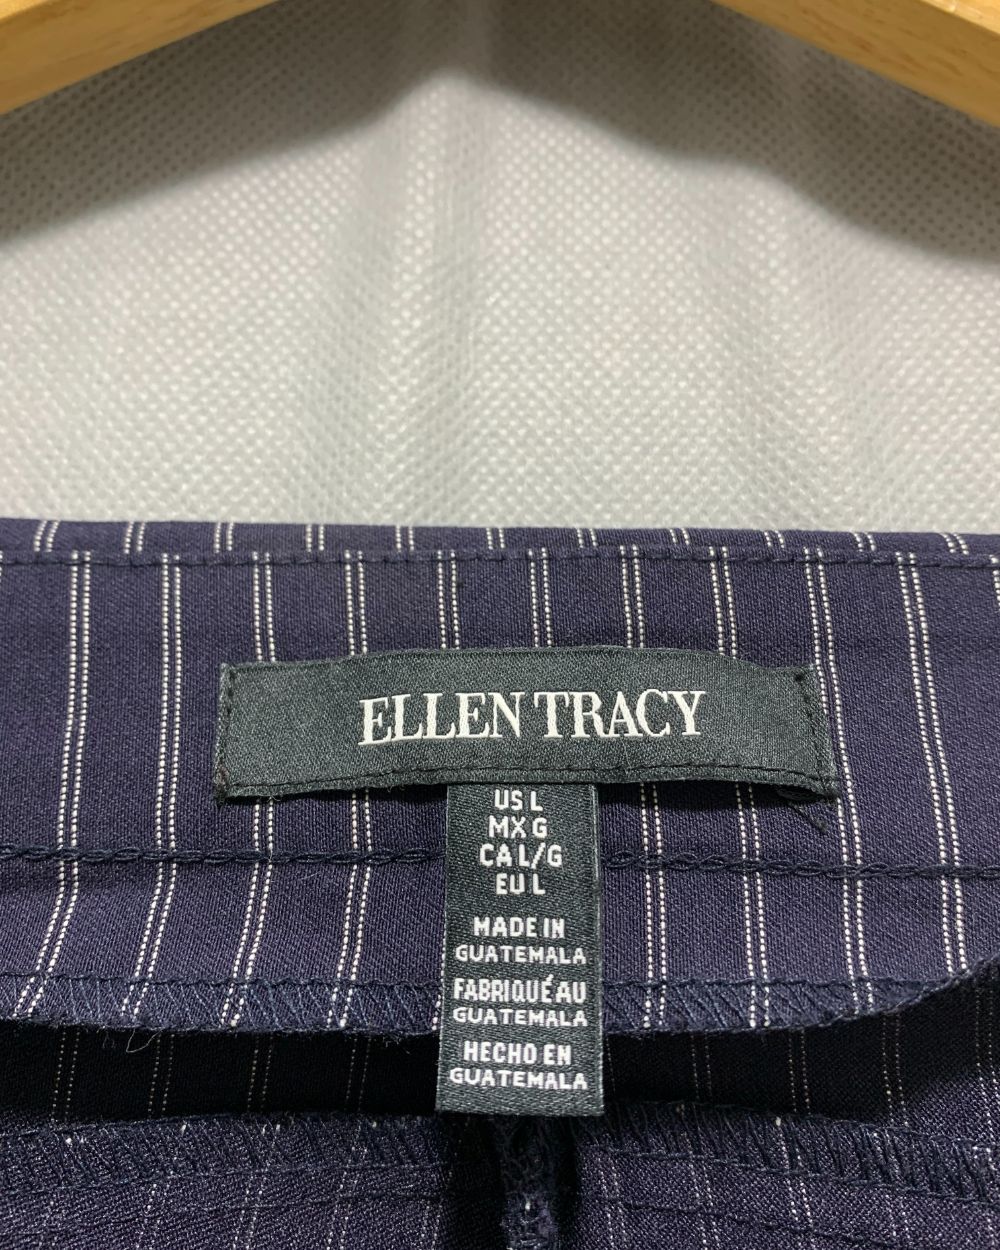 ELLEN TRACY
US L
MX G
CA L/G
EU L
MADE IN
GUATEMALA
FABRIQUÉ AU
GUATEMALA
HECHO EN
GUATEMALA